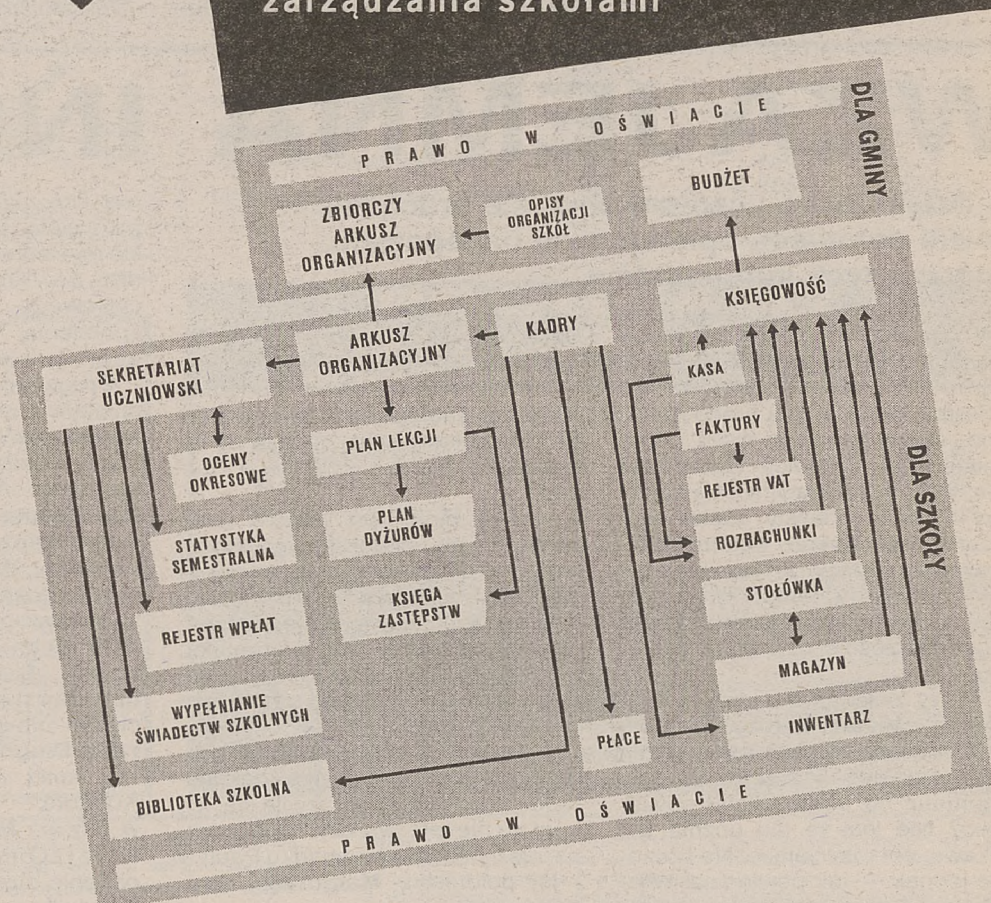 zarządzania szkołami
DLA GMINY
PRAWO W OŚWIACIE
ZBIORCZY
ARKUSZ
ORGANIZACYJNY
OPISY
ORGANIZACJI
SZKÓŁ
BUDŻET
DLA SZKOŁY
SEKRETARIAT
UCZNIOWSKI
ARKUSZ
ORGANIZACYJNY
KADRY
KSIĘGOWOŚĆ
KASA
FAKTURY
REJESTR VAT
ROZRACHUNKI
STOŁÓWKA
MAGAZYN
INWENTARZ
PLAN LEKCJI
PLAN
DYŻURÓW
KSIĘGA
ZASTĘPSTW
OCENY
OKRESOWE
STATYSTYKA
SEMESTRALNA
REJESTR WPŁAT
WYPEŁNIANIE
ŚWIADECTW SZKOLNYCH
BIBLIOTEKA SZKOLNA
PŁACE
PRAWO W OŚWIACIE